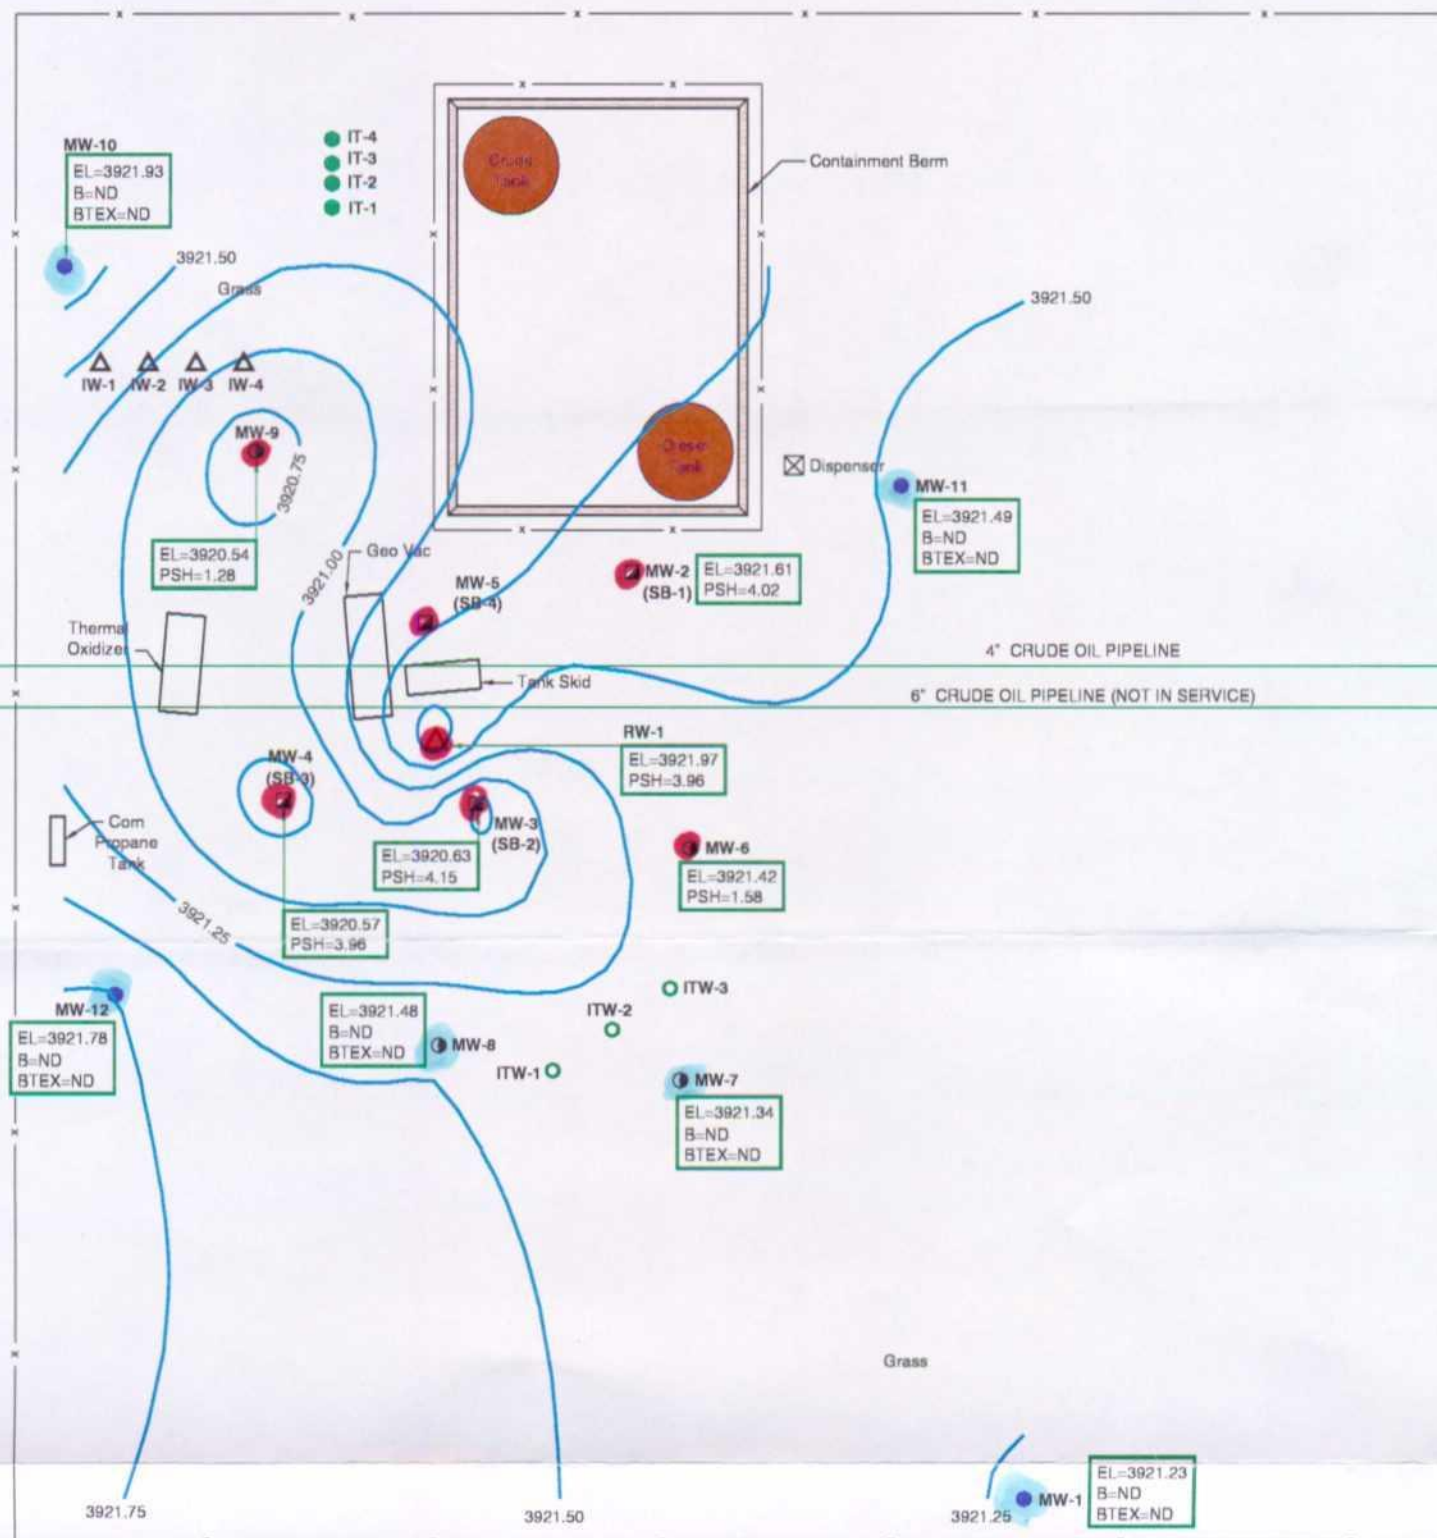 MW-10
EL=3921.93
B=ND
BTEX=ND
IT-4
IT-3
IT-2
IT-1
Crude
Tank
Containment Berm
3921.50
Grass
3921.50
IW-1
IW-2
IW-3
IW-4
MW-9
3920.75
EL=3920.54
PSH=1.28
Diesel
Tank
Dispenser
MW-11
EL=3921.49
B=ND
BTEX=ND
3921.00
Geo Vac
MW-5
(SB-4)
MW-2
(SB-1)
EL=3921.61
PSH=4.02
Thermal
Oxidizer
4" CRUDE OIL PIPELINE
Tank Skid
6" CRUDE OIL PIPELINE (NOT IN SERVICE)
RW-1
EL=3921.97
PSH=3.96
MW-4
(SB-3)
MW-3
(SB-2)
EL=3920.63
PSH=4.15
MW-6
EL=3921.42
PSH=1.58
Com
Propane
Tank
3921.25
EL=3920.57
PSH=3.96
MW-12
EL=3921.78
B=ND
BTEX=ND
EL=3921.48
B=ND
BTEX=ND
MW-8
ITW-3
ITW-2
ITW-1
MW-7
EL=3921.34
B=ND
BTEX=ND
Grass
3921.75
3921.50
3921.25
MW-1
EL=3921.23
B=ND
BTEX=ND